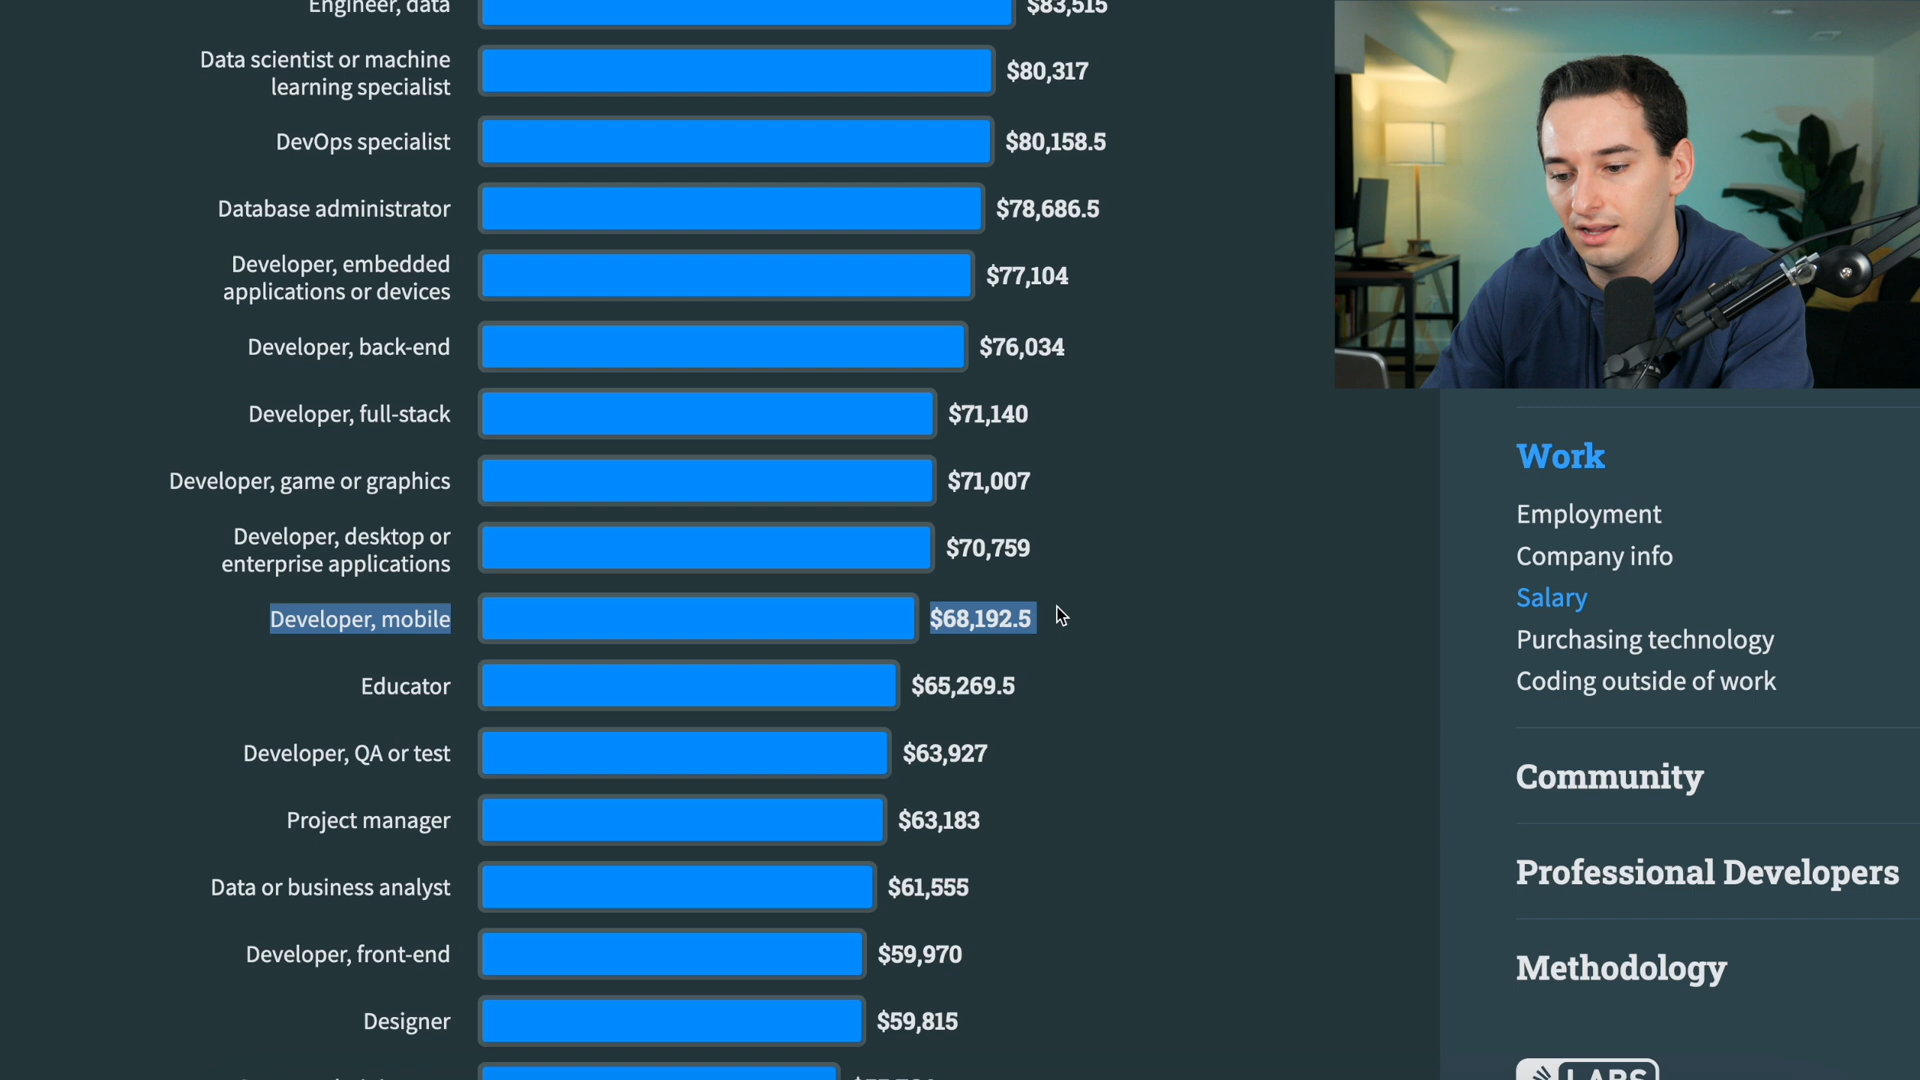 Engineer, data
$83,515
Data scientist or machine
learning specialist
$80,317
DevOps specialist
$80,158.5
Database administrator
$78,686.5
Developer, embedded
applications or devices
$77,104
Developer, back-end
$76,034
Developer, full-stack
$71,140
Developer, game or graphics
$71,007
Developer, desktop or
enterprise applications
$70,759
Developer, mobile
$68,192.5
Educator
$65,269.5
Developer, QA or test
$63,927
Project manager
$63,183
Data or business analyst
$61,555
Developer, front-end
$59,970
Designer
$59,815
Work
Employment
Company info
Salary
Purchasing technology
Coding outside of work
Community
Professional Developers
Methodology
LABS